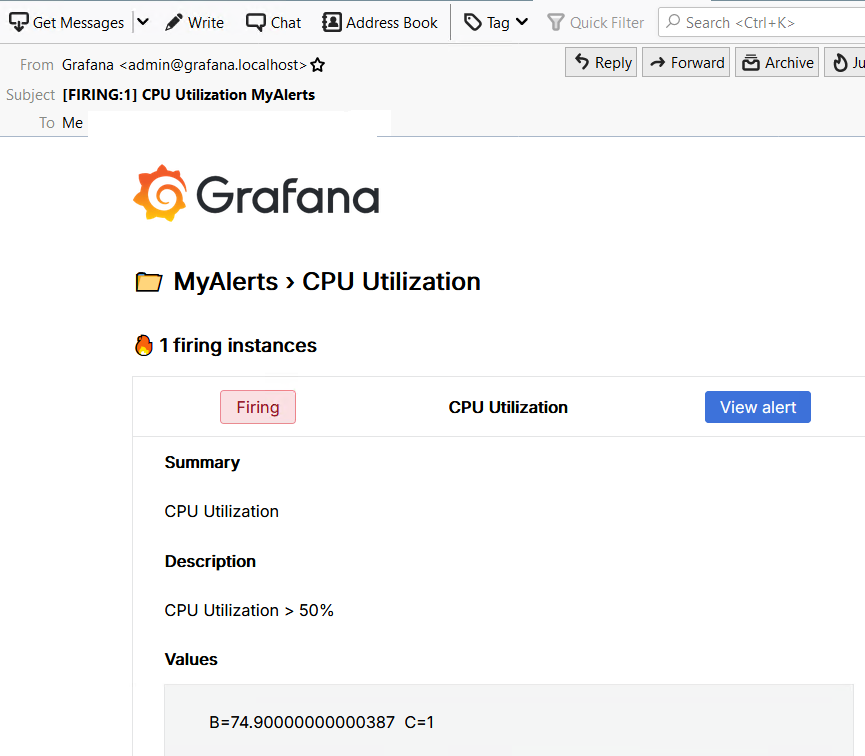 Get Messages Write Chat Address Book Tag Quick Filter Search <Ctrl+K>
From Grafana <admin@grafana.localhost> Reply Forward Archive Ju
Subject [FIRING:1] CPU Utilization MyAlerts
To Me
Grafana
MyAlerts › CPU Utilization
1 firing instances
Firing CPU Utilization View alert
Summary
CPU Utilization
Description
CPU Utilization > 50%
Values
B=74.90000000000387 C=1